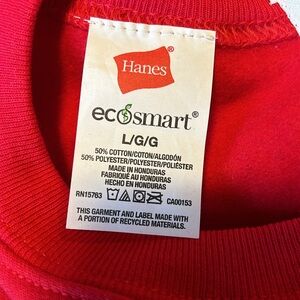 Hanes®
ecosmart®
L/G/G
50% COTTON/COTON/ALGODÓN
50% POLYESTER/POLYESTER/POLIÉSTER
MADE IN HONDURAS
FABRIQUÉ AU HONDURAS
HECHO EN HONDURAS
RN15763 CA00153
THIS GARMENT AND LABEL MADE WITH
A PORTION OF RECYCLED MATERIALS.